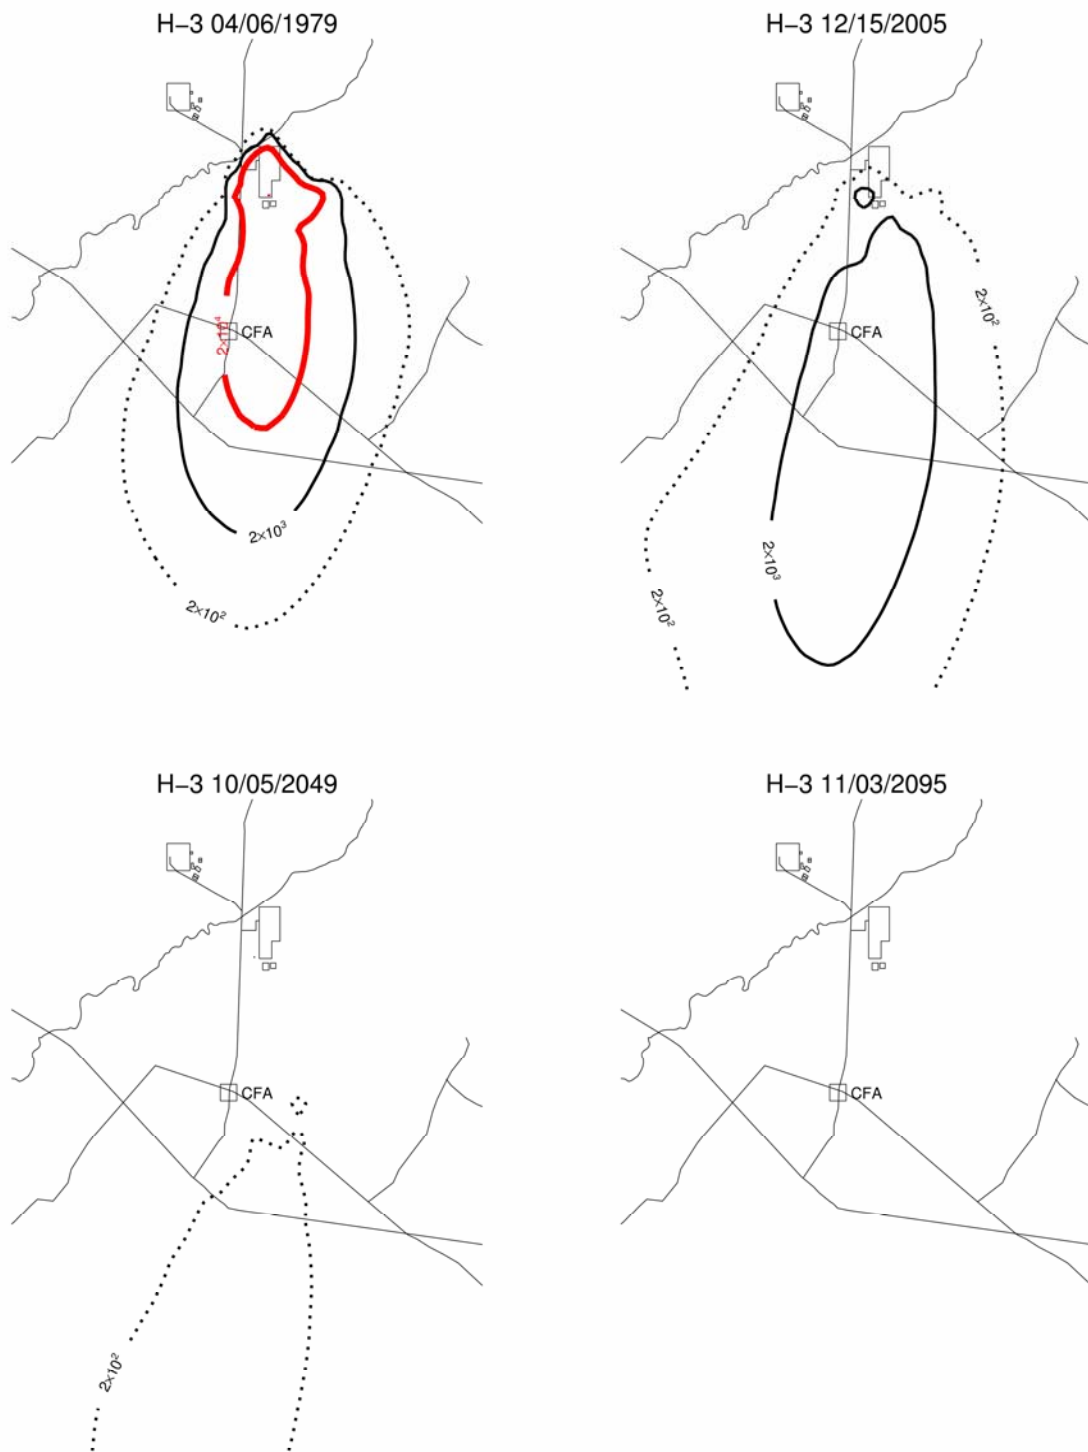 H−3 04/06/1979
H−3 12/15/2005
2×10⁴
CFA
2×10³
2×10²
2×10²
CFA
2×10³
2×10²
H−3 10/05/2049
H−3 11/03/2095
CFA
2×10²
CFA